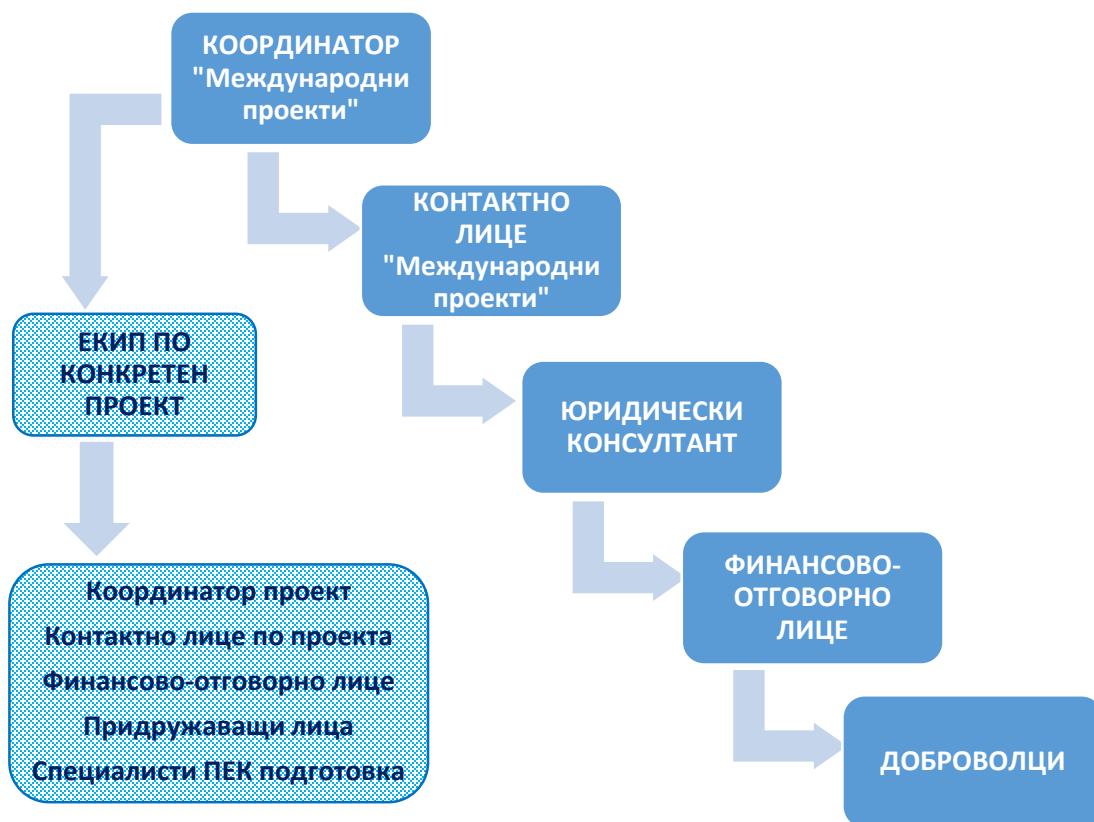 КООРДИНАТОР
"Международни
проекти"
КОНТАКТНО
ЛИЦЕ
"Международни
проекти"
ЕКИП ПО
КОНКРЕТЕН
ПРОЕКТ
ЮРИДИЧЕСКИ
КОНСУЛТАНТ
ФИНАНСОВО-
ОТГОВОРНО
ЛИЦЕ
Координатор проект
Контактно лице по проекта
Финансово-отговорно лице
Придружаващи лица
Специалисти ПЕК подготовка
ДОБРОВОЛЦИ